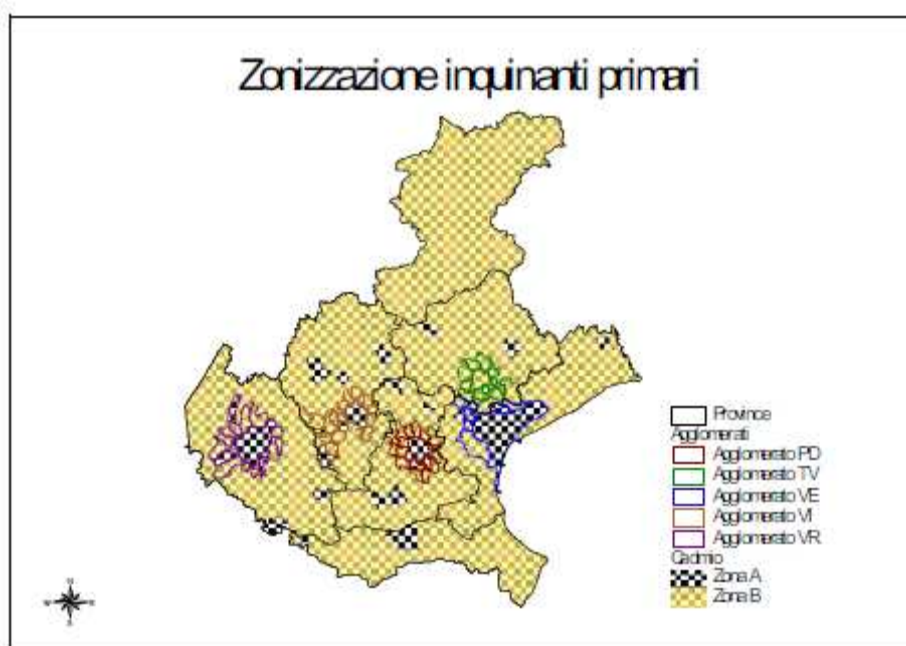 Zonizzazione inquinanti primari
Province
Agglomerati
Agglomerato PD
Agglomerato TV
Agglomerato VE
Agglomerato VI
Agglomerato VR
Cadmio
Zona A
Zona B